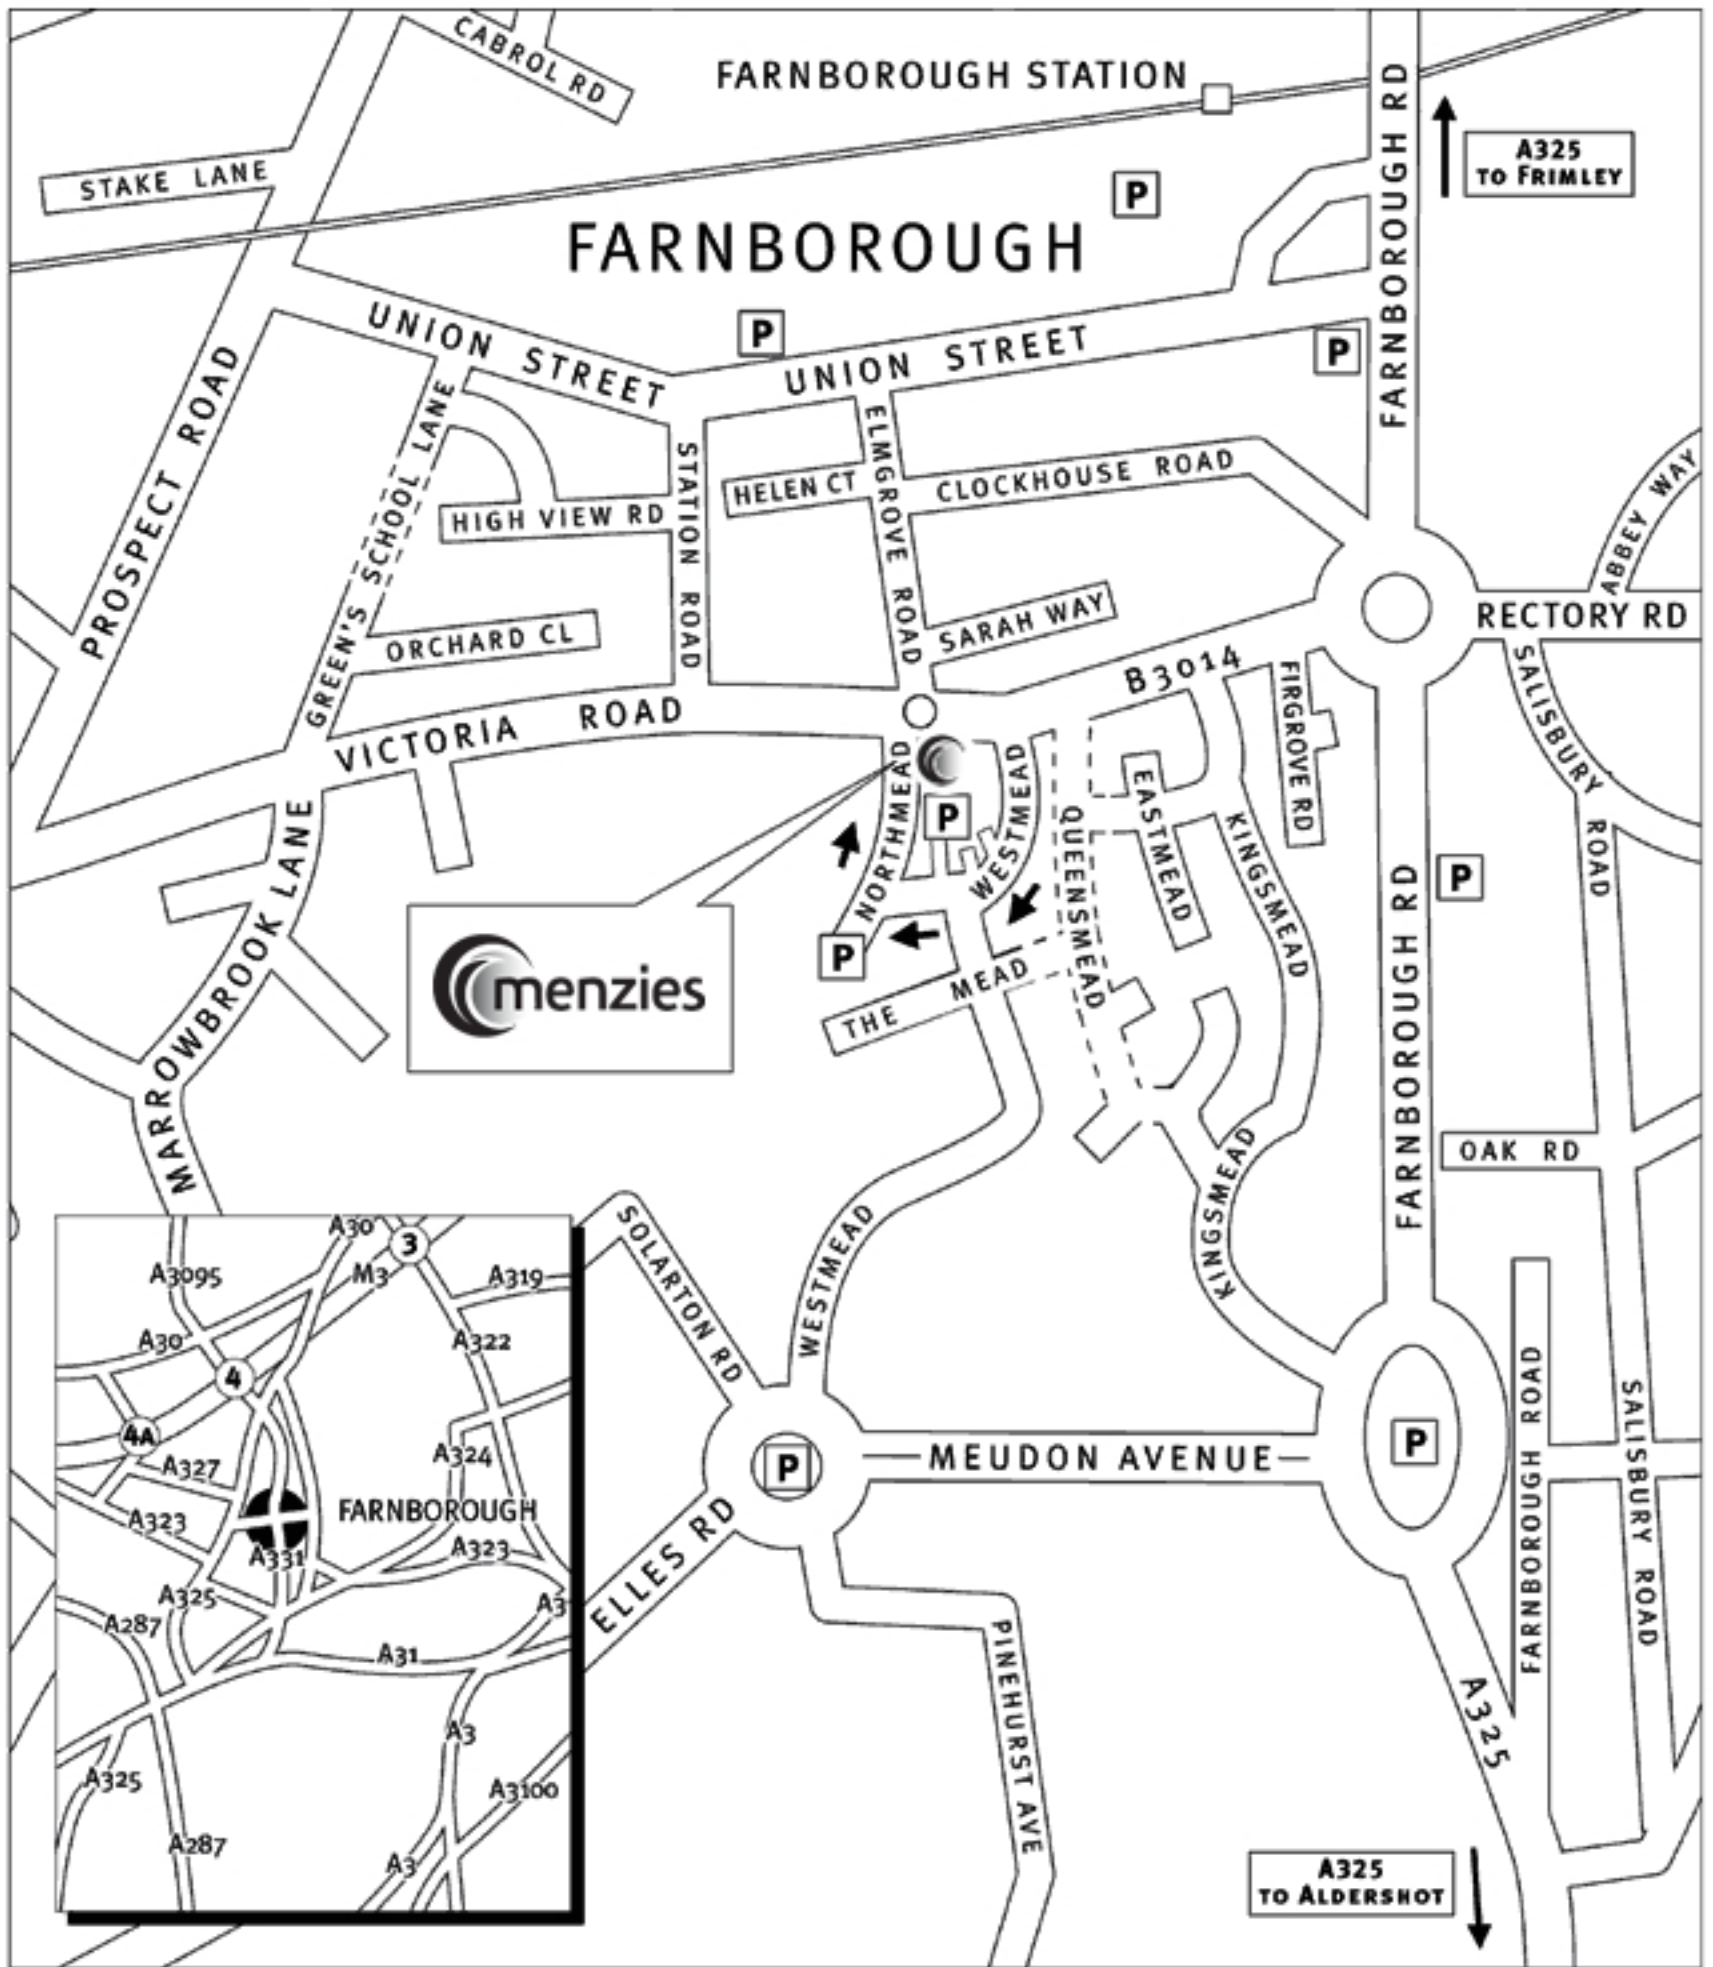 CABROL RD
FARNBOROUGH STATION
FARNBOROUGH RD
A325
TO FRIMLEY
STAKE LANE
P
FARNBOROUGH
P
UNION STREET
UNION STREET
P
PROSPECT ROAD
GREEN'S SCHOOL LANE
STATION ROAD
ELMGROVE ROAD
HELEN CT
CLOCKHOUSE ROAD
HIGH VIEW RD
ABBEY WAY
RECTORY RD
SARAH WAY
ORCHARD CL
B3014
FIRGROVE RD
SALISBURY ROAD
VICTORIA ROAD
NORTHMEAD
P
WESTMEAD
QUEENSMEAD
EASTMEAD
KINGSMEAD
P
FARNBOROUGH RD
MARROWBROOK LANE
P
menzies
THE MEAD
OAK RD
KINGSMEAD
SOLARTON RD
WESTMEAD
P
MEUDON AVENUE
P
FARNBOROUGH ROAD
SALISBURY ROAD
ELLES RD
PINEHURST AVE
A325
A325
TO ALDERSHOT
A30
3
A3095
M3
A319
A30
A322
4
4A
A324
A327
FARNBOROUGH
A323
A331
A323
A325
A3
A287
A31
A3
A325
A3100
A287
A3